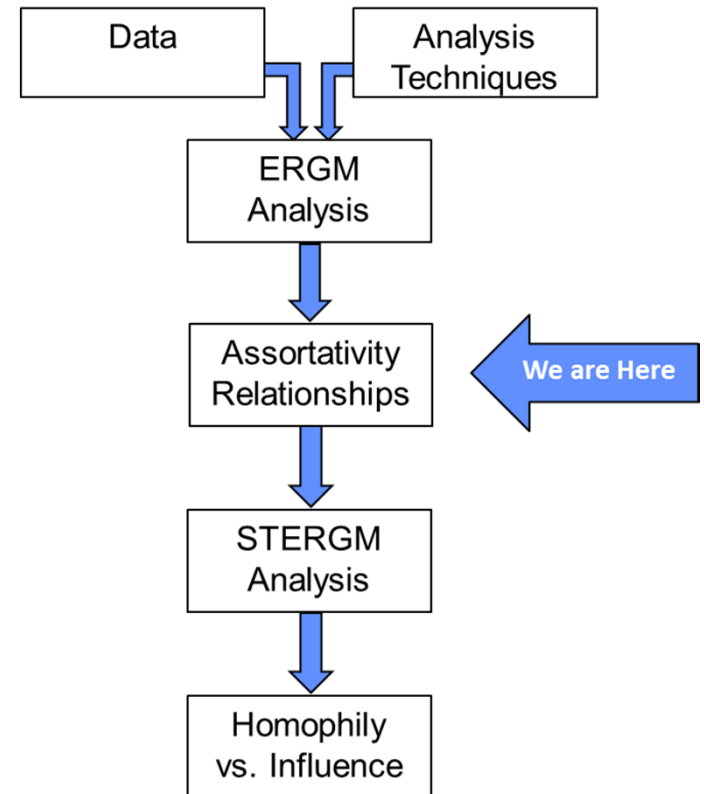 Data
Analysis
Techniques
ERGM
Analysis
Assortativity
Relationships
We are Here
STERGM
Analysis
Homophily
vs. Influence